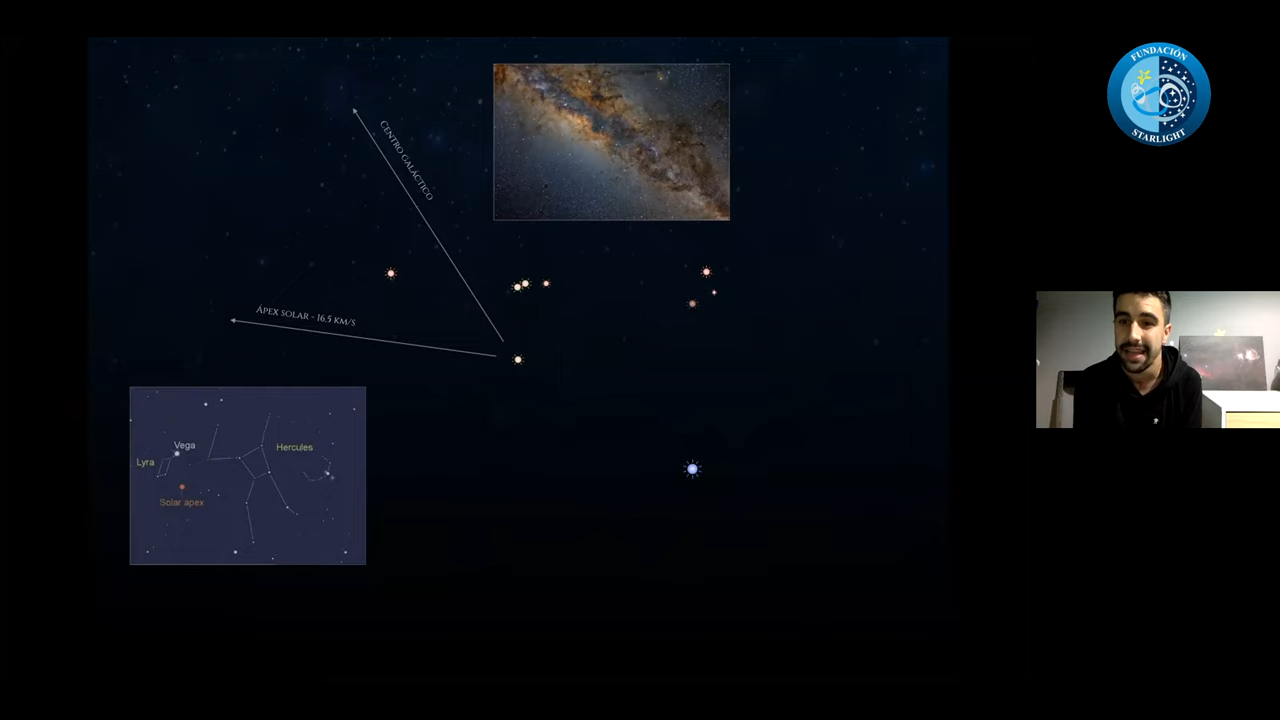 CENTRO GALÁCTICO
ÁPEX SOLAR - 16,5 KM/S
Vega
Lyra
Hercules
Solar apex
FUNDACIÓN
STARLIGHT